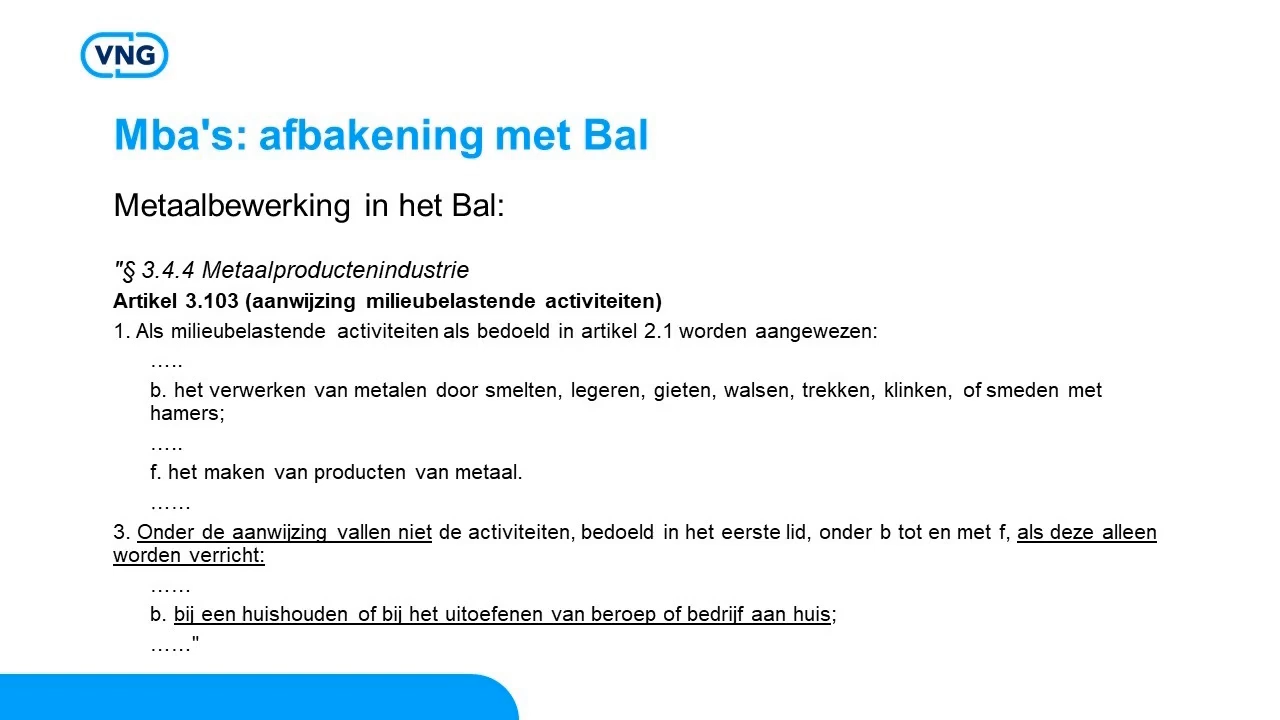 VNG
Mba's: afbakening met Bal
Metaalbewerking in het Bal:
"§ 3.4.4 Metaalproductenindustrie
Artikel 3.103 (aanwijzing milieubelastende activiteiten)
1. Als milieubelastende activiteiten als bedoeld in artikel 2.1 worden aangewezen:
…..
b. het verwerken van metalen door smelten, legeren, gieten, walsen, trekken, klinken, of smeden met
hamers;
…..
f. het maken van producten van metaal.
……
3. Onder de aanwijzing vallen niet de activiteiten, bedoeld in het eerste lid, onder b tot en met f, als deze alleen
worden verricht:
……
b. bij een huishouden of bij het uitoefenen van beroep of bedrijf aan huis;
……"